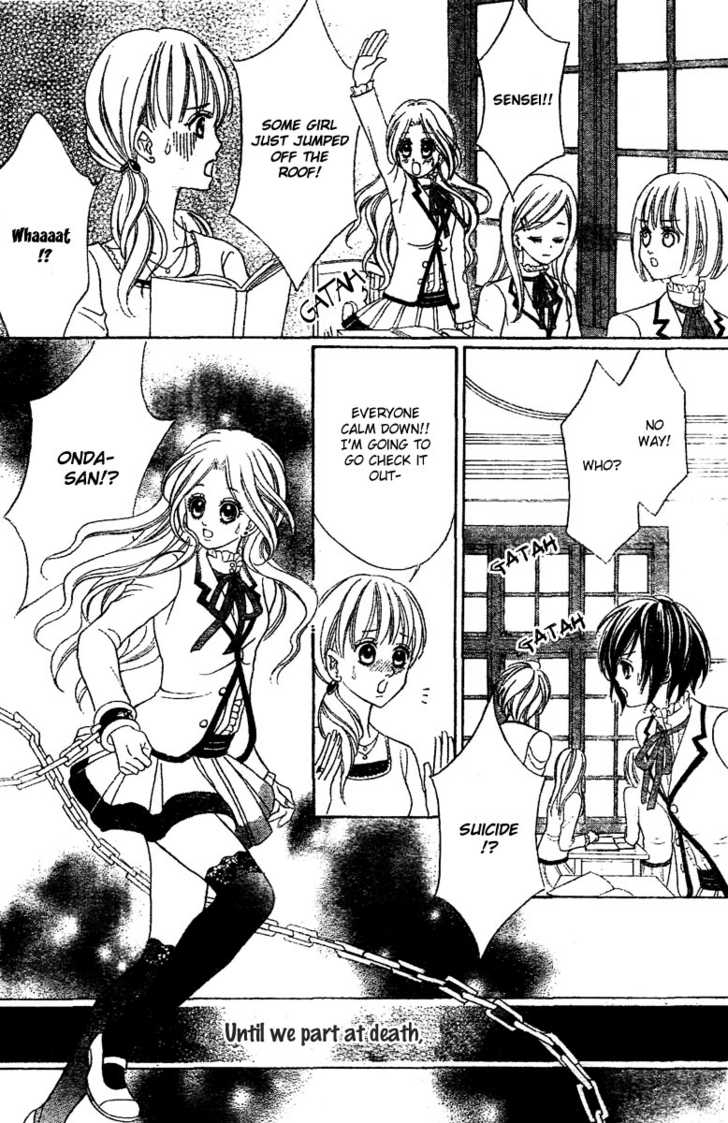 SENSEI!!
SOME GIRL
JUST JUMPED
OFF THE
ROOF!
GATAH
Whaaaat
!?
NO
WAY!
WHO?
GATAH
GATAH
SUICIDE
!?
EVERYONE
CALM DOWN!!
I'M GOING TO
GO CHECK IT
OUT-
ONDA-
SAN!?
Until we part at death,